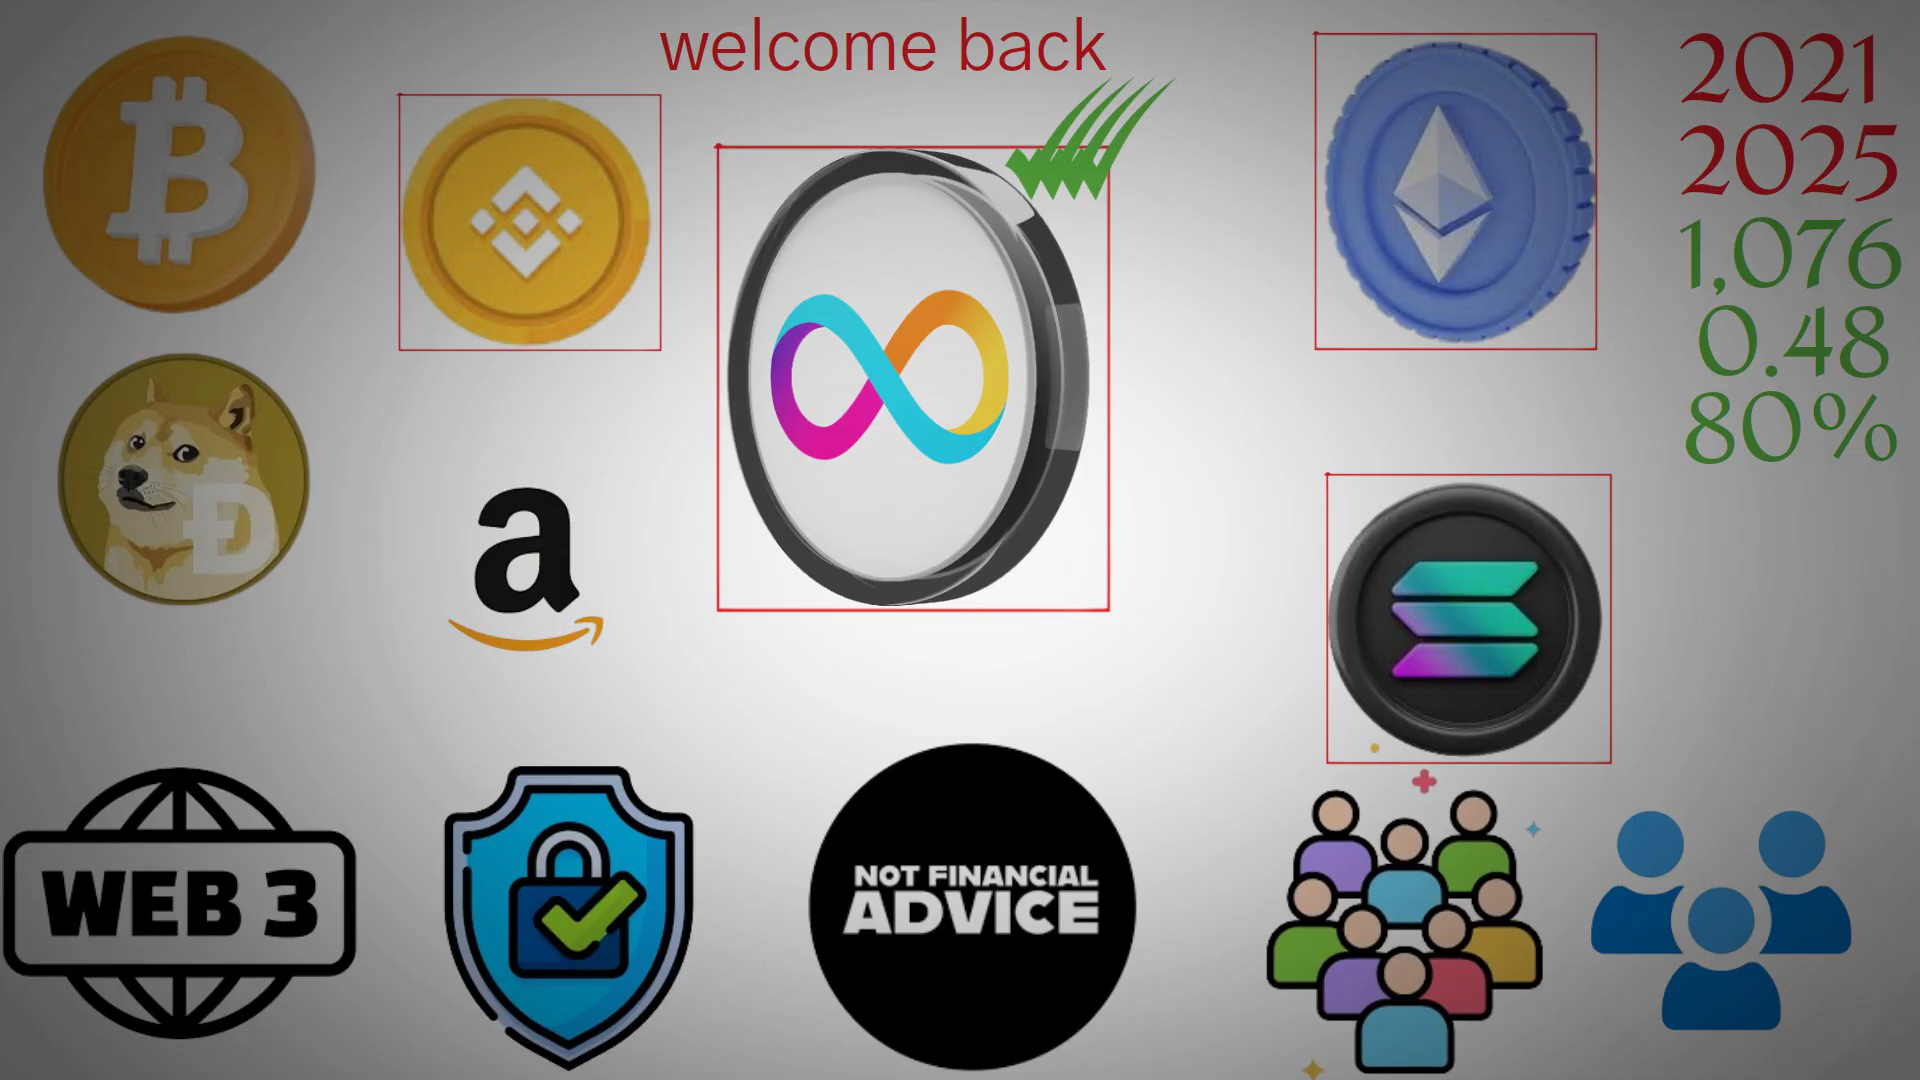 welcome back
2021
2025
1,076
0.48
80%
a
WEB 3
NOT FINANCIAL
ADVICE